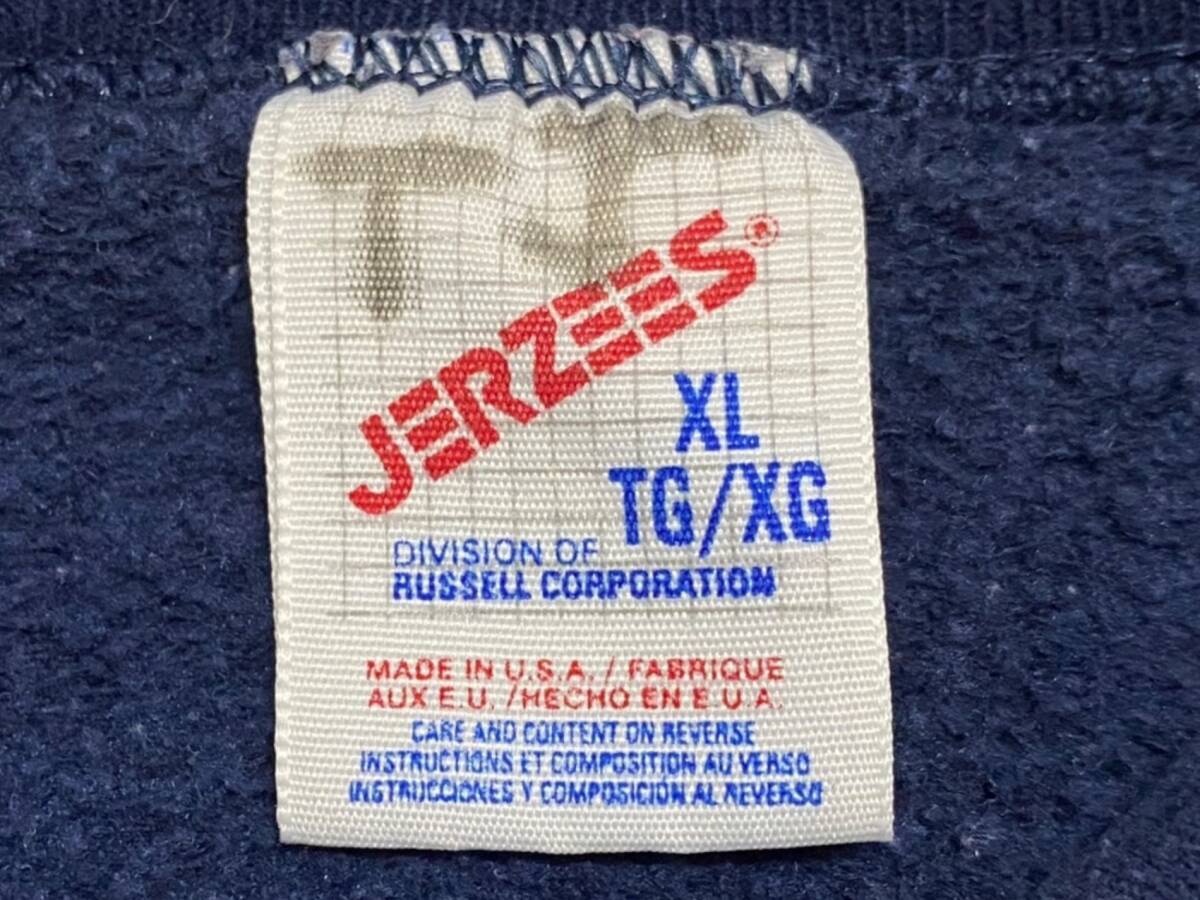 TJ
JERZEES®
XL
TG/XG
DIVISION OF
RUSSELL CORPORATION
MADE IN U.S.A. / FABRIQUE
AUX E.U. /HECHO EN E U.A.
CARE AND CONTENT ON REVERSE
INSTRUCTIONS ET COMPOSITION AU VERSO
INSTRUCCIONES Y COMPOSICION AL REVERSO